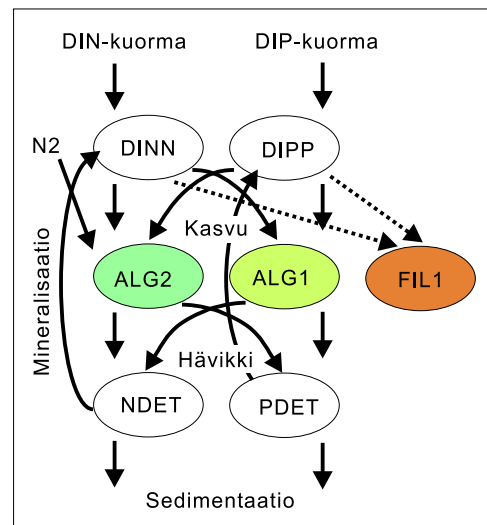 DIN-kuorma
DIP-kuorma
N2
DINN
DIPP
Kasvu
Mineralisaatio
ALG2
ALG1
FIL1
Hävikki
NDET
PDET
Sedimentaatio